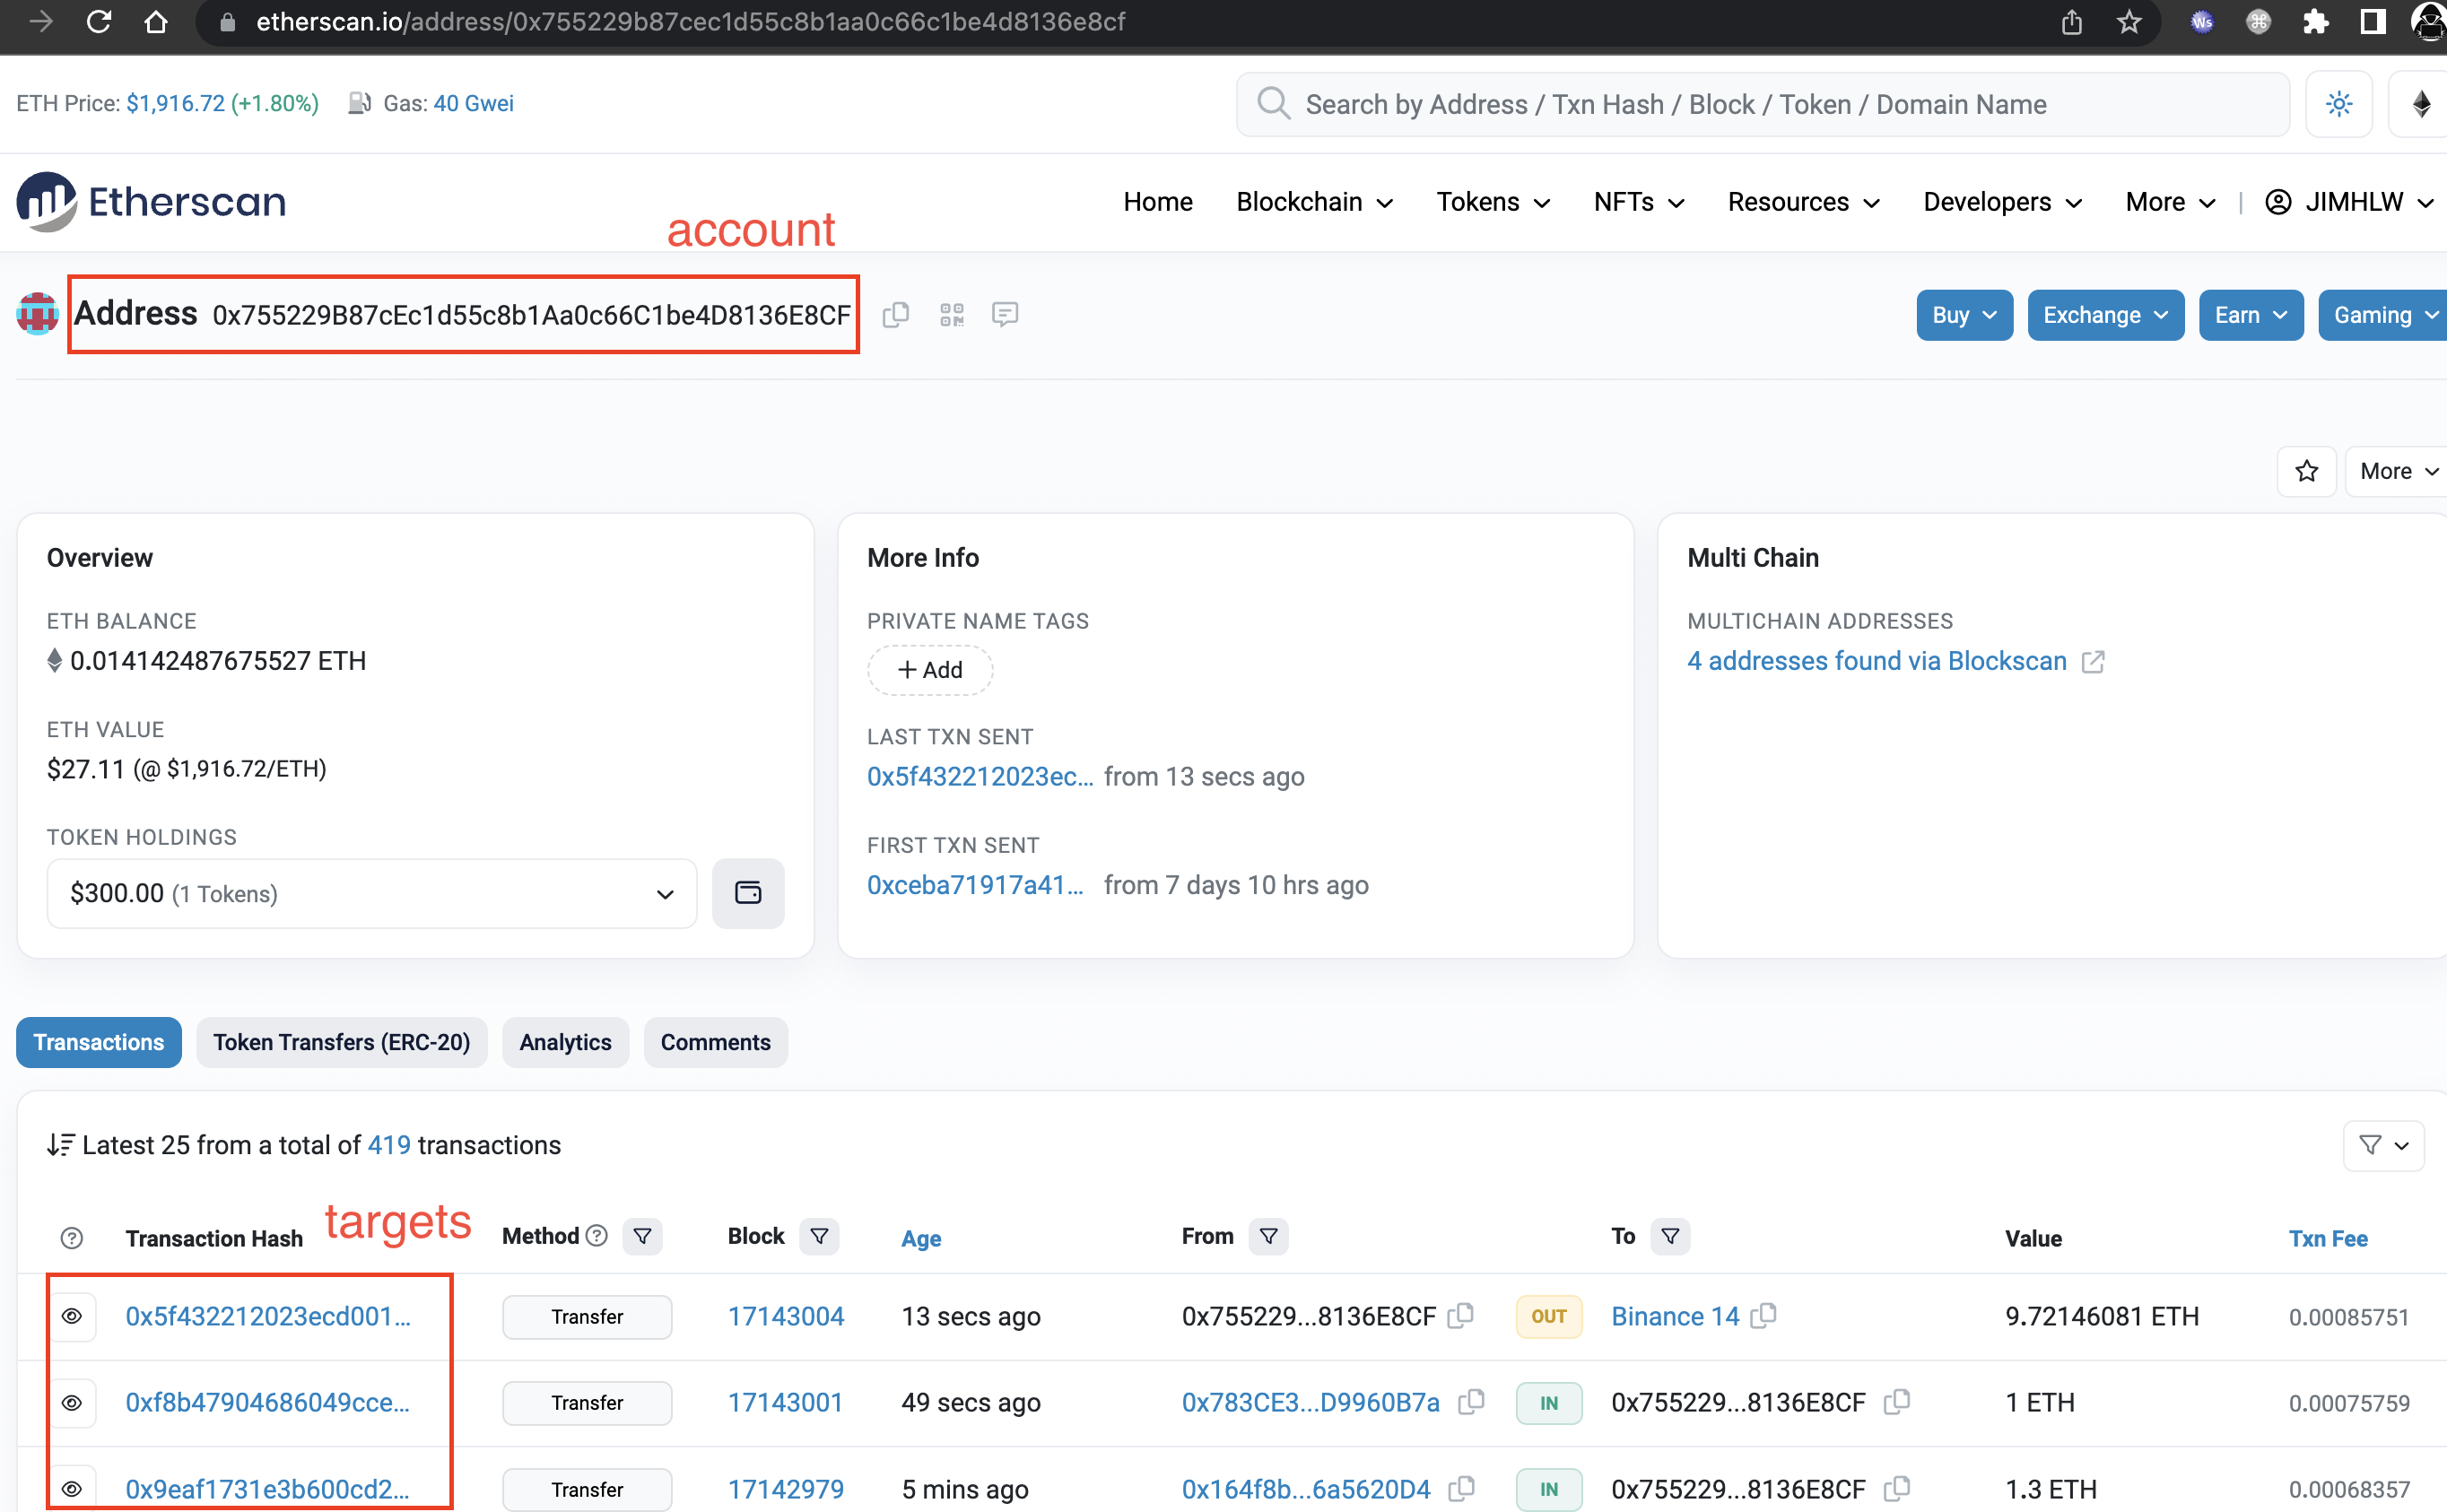 etherscan.io/address/0x755229b87cec1d55c8b1aa0c66c1be4d8136e8cf
Ws
ETH Price: $1,916.72 (+1.80%) Gas: 40 Gwei
Search by Address / Txn Hash / Block / Token / Domain Name
Etherscan
Home Blockchain Tokens NFTs Resources Developers More | JIMHLW
account
Address 0x755229B87cEc1d55c8b1Aa0c66C1be4D8136E8CF
Buy Exchange Earn Gaming
More
Overview
ETH BALANCE
0.014142487675527 ETH
ETH VALUE
$27.11 (@ $1,916.72/ETH)
TOKEN HOLDINGS
$300.00 (1 Tokens)
More Info
PRIVATE NAME TAGS
+ Add
LAST TXN SENT
0x5f432212023ec... from 13 secs ago
FIRST TXN SENT
0xceba71917a41... from 7 days 10 hrs ago
Multi Chain
MULTICHAIN ADDRESSES
4 addresses found via Blockscan
Transactions Token Transfers (ERC-20) Analytics Comments
Latest 25 from a total of 419 transactions
targets
Transaction Hash Method Block Age From To Value Txn Fee
0x5f432212023ecd001... Transfer 17143004 13 secs ago 0x755229...8136E8CF OUT Binance 14 9.72146081 ETH 0.00085751
0xf8b47904686049cce... Transfer 17143001 49 secs ago 0x783CE3...D9960B7a IN 0x755229...8136E8CF 1 ETH 0.00075759
0x9eaf1731e3b600cd2... Transfer 17142979 5 mins ago 0x164f8b...6a5620D4 IN 0x755229...8136E8CF 1.3 ETH 0.00068357